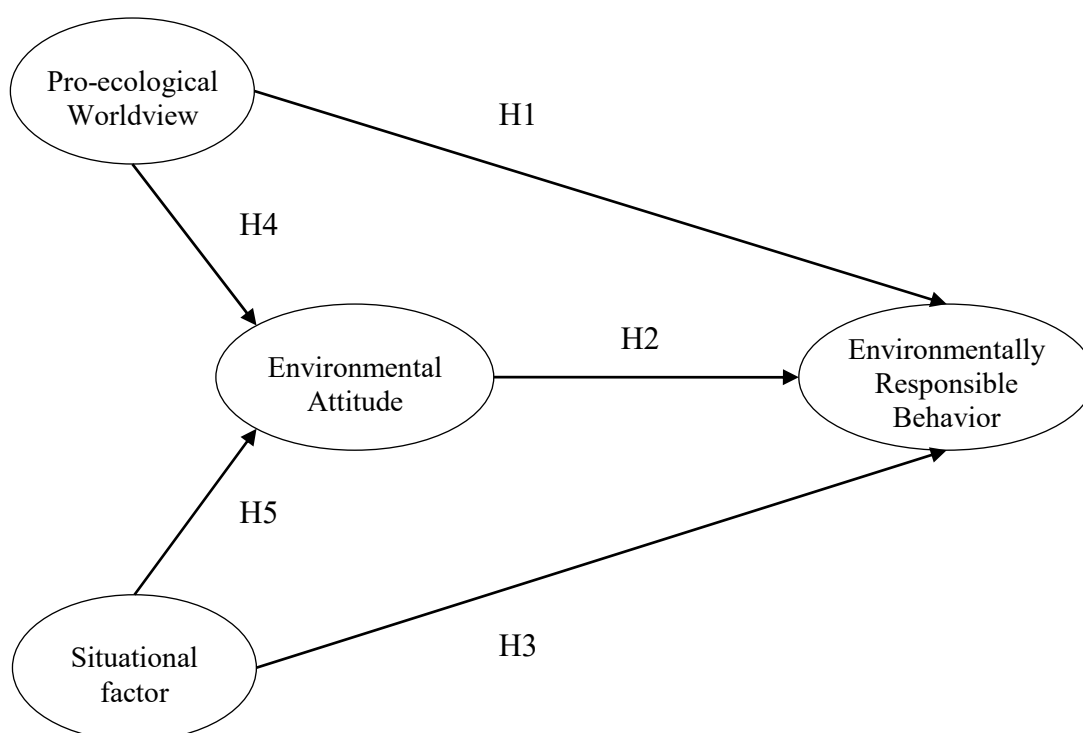 Pro-ecological
Worldview
H1
H4
H2
Environmental
Attitude
Environmentally
Responsible
Behavior
H5
H3
Situational
factor